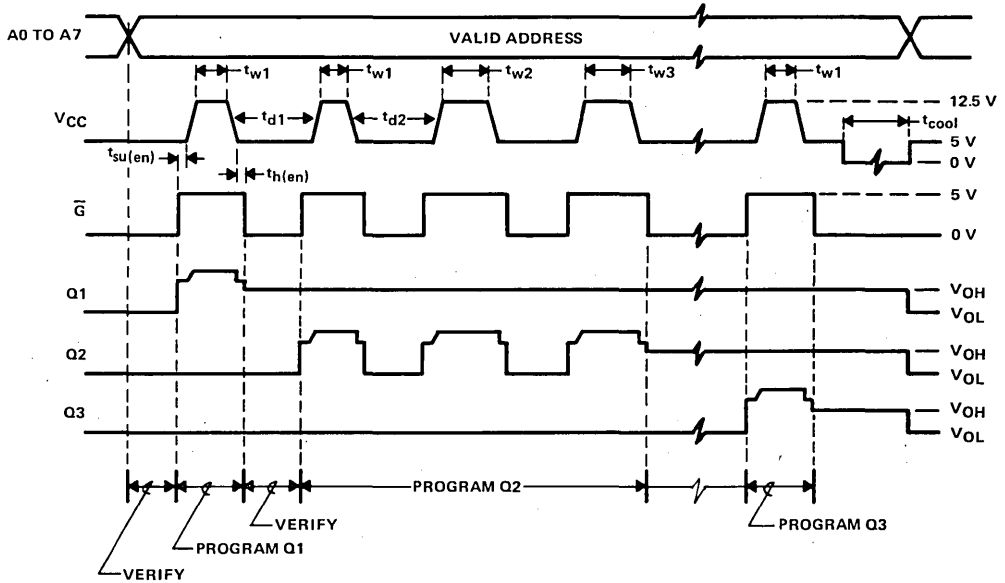 A0 TO A7
VALID ADDRESS
tw1 tw1 tw2 tw3 tw1
12.5 V
VCC
td1 td2
tcool
5 V
0 V
tsu(en)
th(en)
G̅
5 V
0 V
Q1
VOH
VOL
Q2
VOH
VOL
Q3
VOH
VOL
PROGRAM Q2
VERIFY
PROGRAM Q3
PROGRAM Q1
VERIFY